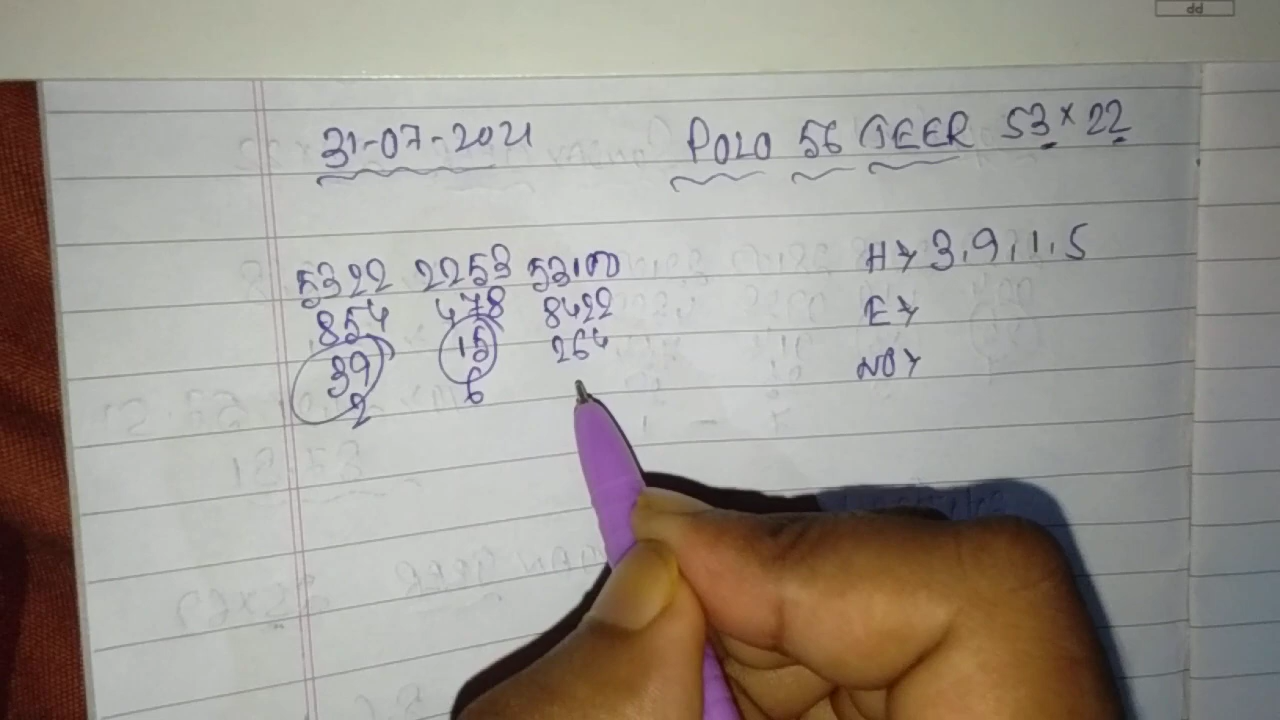 31-07-2021 POLO 56 TEER 53 x 22
5322 2253 53100
854 478 8422
39 15 264
2 6
H> 3.9.1.5
E>
NO>